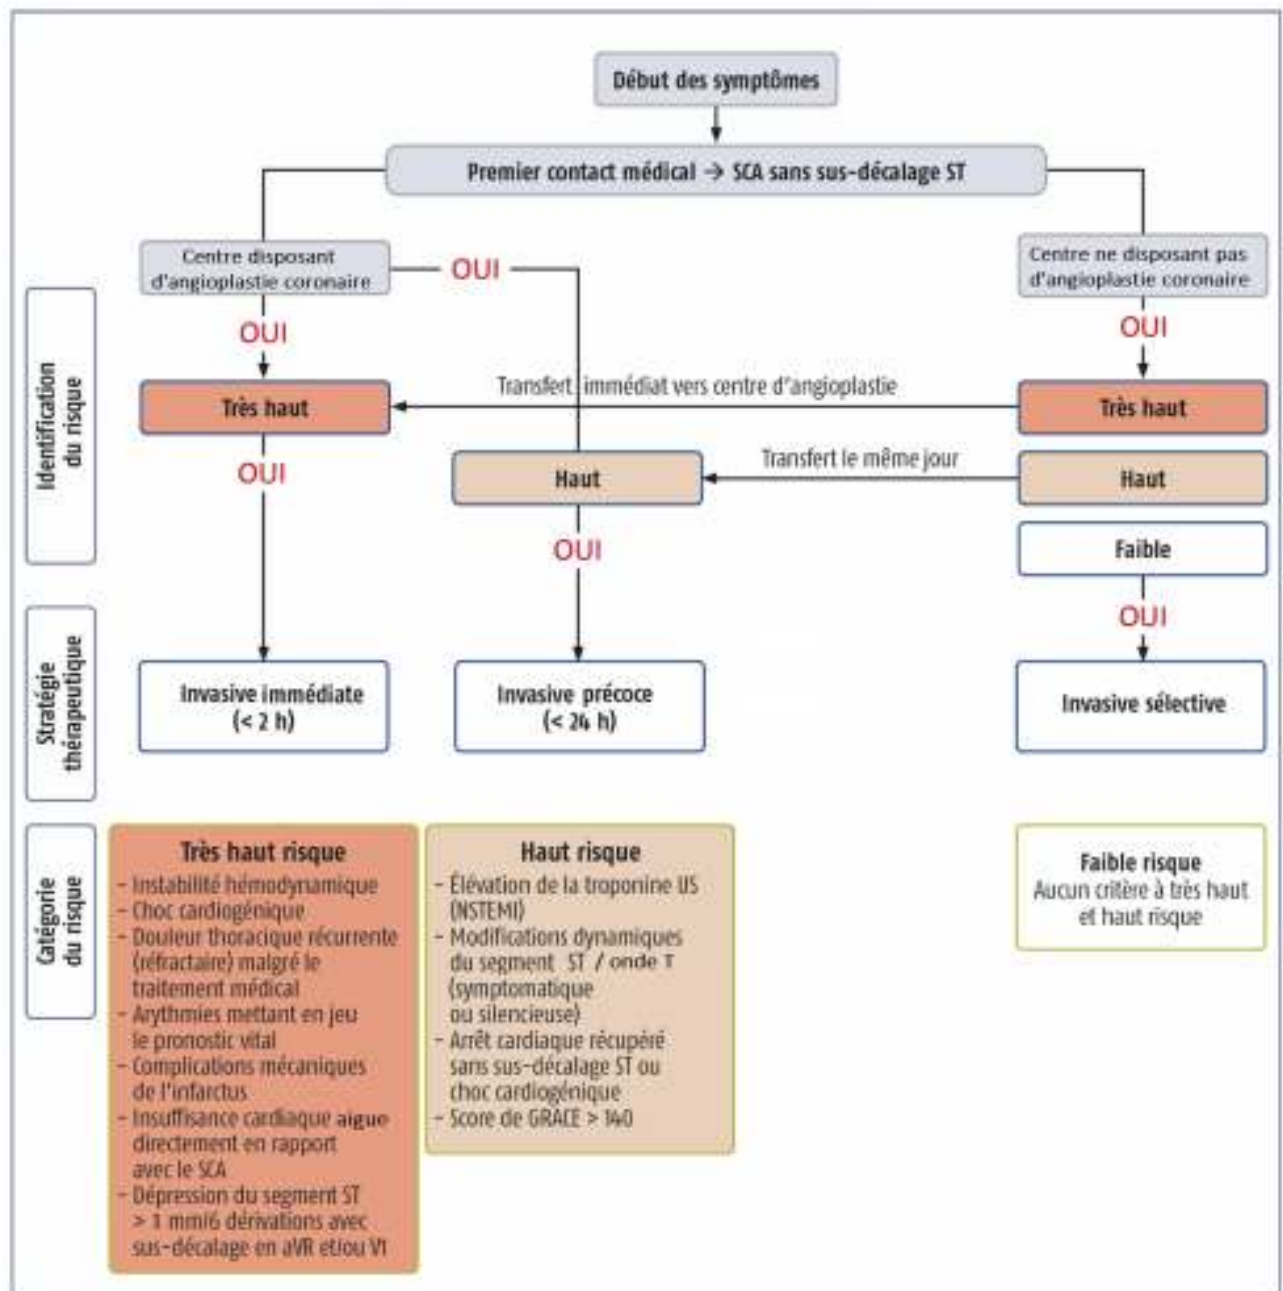 Début des symptômes
Premier contact médical → SCA sans sus-décalage ST
Centre disposant
d'angioplastie coronaire
OUI
Centre ne disposant pas
d'angioplastie coronaire
OUI
OUI
Identification
du risque
Très haut
Transfert immédiat vers centre d'angioplastie
Très haut
OUI
Haut
Transfert le même jour
Haut
OUI
Faible
OUI
Stratégie
thérapeutique
Invasive immédiate
(< 2 h)
Invasive précoce
(< 24 h)
Invasive sélective
Catégorie
du risque
Très haut risque
- Instabilité hémodynamique
- Choc cardiogénique
- Douleur thoracique récurrente
(réfractaire) malgré le
traitement médical
- Arythmies mettant en jeu
le pronostic vital
- Complications mécaniques
de l'infarctus
- Insuffisance cardiaque aigue
directement en rapport
avec le SCA
- Dépression du segment ST
> 1 mm/6 dérivations avec
sus-décalage en aVR et/ou V1
Haut risque
- Élévation de la troponine US
(NSTEMI)
- Modifications dynamiques
du segment ST / onde T
(symptomatique
ou silencieuse)
- Arrêt cardiaque récupéré
sans sus-décalage ST ou
choc cardiogénique
- Score de GRACE > 140
Faible risque
Aucun critère à très haut
et haut risque